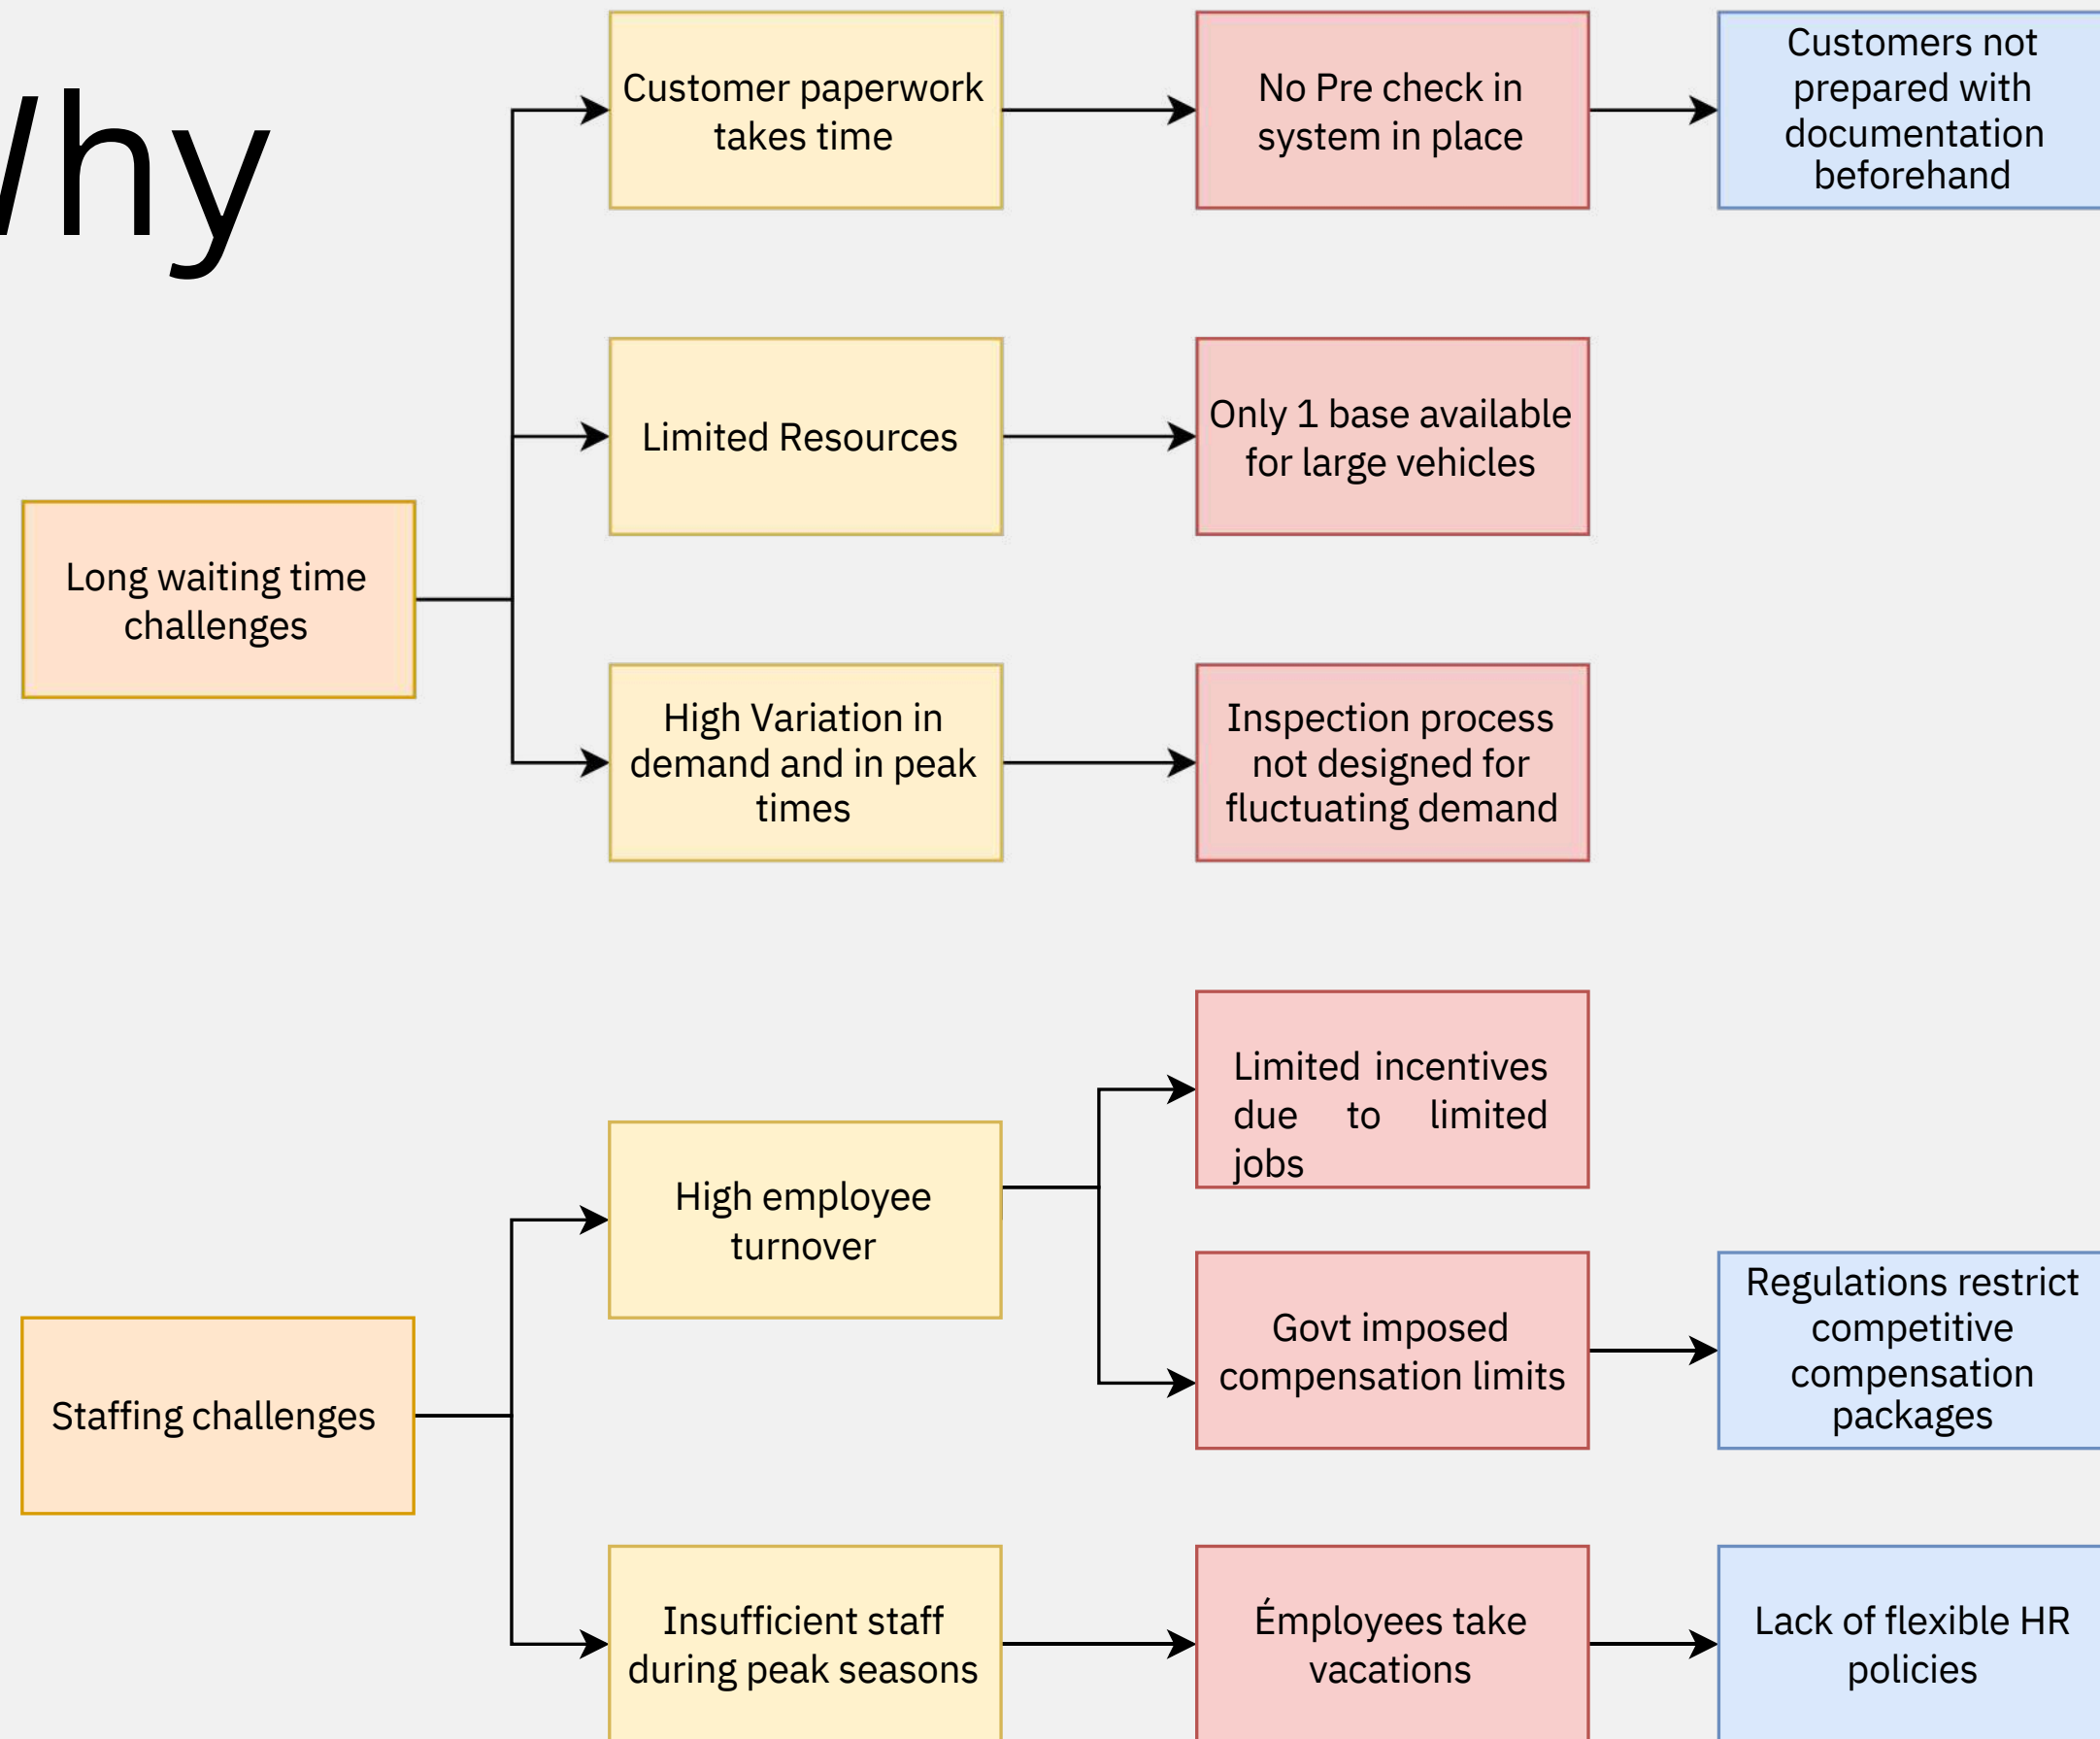 Why
Customer paperwork
takes time
No Pre check in
system in place
Customers not
prepared with
documentation
beforehand
Limited Resources
Only 1 base available
for large vehicles
Long waiting time
challenges
High Variation in
demand and in peak
times
Inspection process
not designed for
fluctuating demand
Limited incentives
due to limited
jobs
High employee
turnover
Govt imposed
compensation limits
Regulations restrict
competitive
compensation
packages
Staffing challenges
Insufficient staff
during peak seasons
Émployees take
vacations
Lack of flexible HR
policies